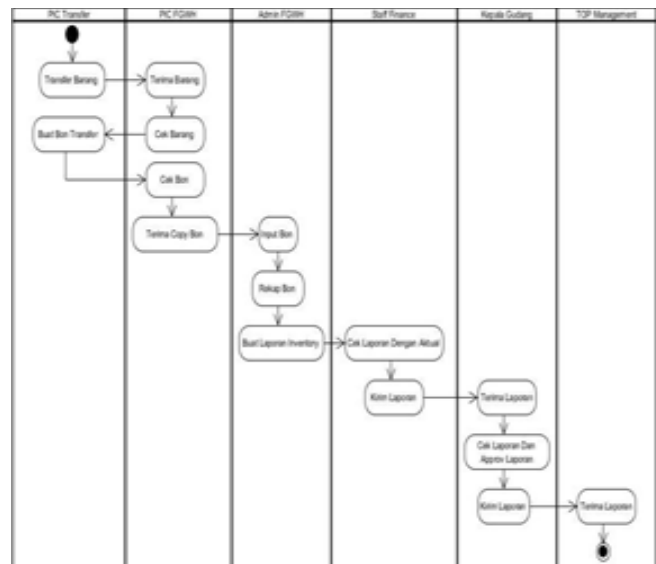 PIC Transfer
PIC FGWH
Admin FGWH
Staff Finance
Kepala Gudang
TOP Management
Transfer Barang
Terima Barang
Buat Bon Transfer
Cek Barang
Cek Bon
Terima Copy Bon
Input Bon
Rekap Bon
Buat Laporan Inventory
Cek Laporan Dengan Aktual
Kirim Laporan
Terima Laporan
Cek Laporan Dan
Approv Laporan
Kirim Laporan
Terima Laporan